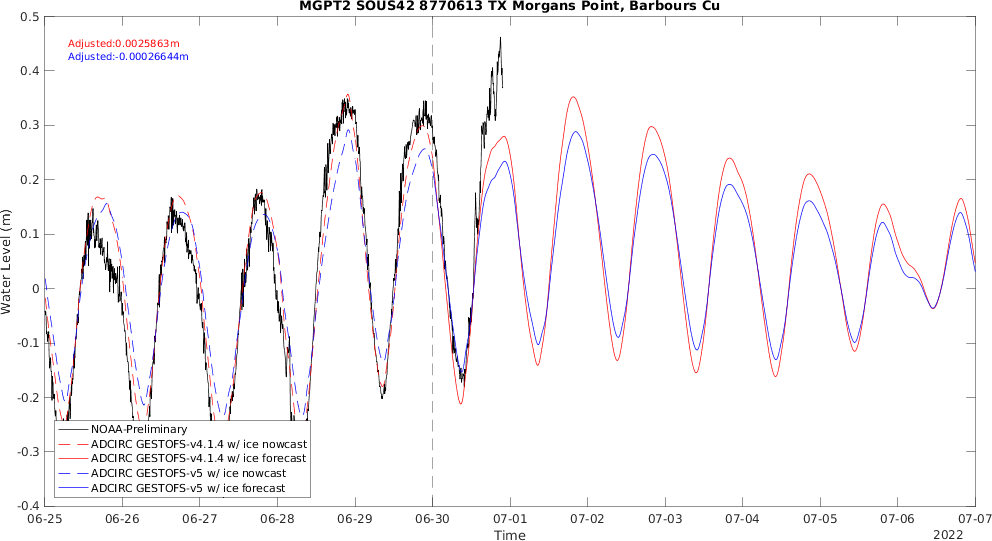 MGPT2 SOUS42 8770613 TX Morgans Point, Barbours Cu
Adjusted:0.0025863m
Adjusted:-0.00026644m
Water Level (m)
0.5
0.4
0.3
0.2
0.1
0
-0.1
-0.2
-0.3
-0.4
NOAA-Preliminary
ADCIRC GESTOFS-v4.1.4 w/ ice nowcast
ADCIRC GESTOFS-v4.1.4 w/ ice forecast
ADCIRC GESTOFS-v5 w/ ice nowcast
ADCIRC GESTOFS-v5 w/ ice forecast
06-25 06-26 06-27 06-28 06-29 06-30 07-01 07-02 07-03 07-04 07-05 07-06 07-07
Time
2022